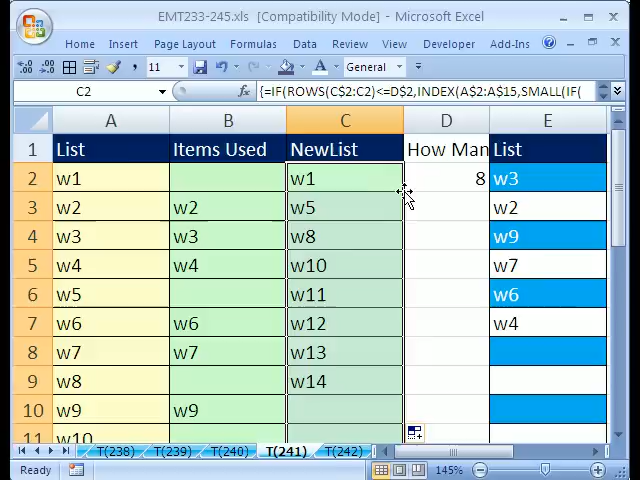 EMT233-245.xls [Compatibility Mode] - Microsoft Excel
Home Insert Page Layout Formulas Data Review View Developer Add-Ins
11 General
C2 {=IF(ROWS(C$2:C2)<=D$2,INDEX(A$2:A$15,SMALL(IF(
A B C D E
1 List Items Used NewList How Man List
2 w1 w1 8 w3
3 w2 w2 w5 w2
4 w3 w3 w8 w9
5 w4 w4 w10 w7
6 w5 w11 w6
7 w6 w6 w12 w4
8 w7 w7 w13
9 w8 w14
10 w9 w9
11 w10
T(238) T(239) T(240) T(241) T(242)
Ready 145%